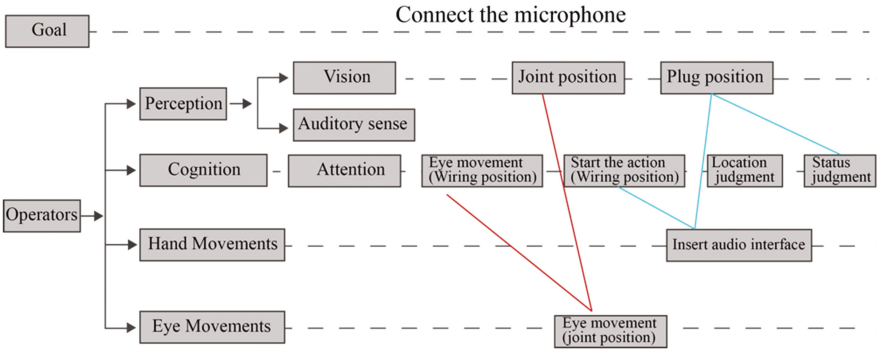 Connect the microphone
Goal
Vision
Joint position
Plug position
Perception
Auditory sense
Cognition
Attention
Eye movement
(Wiring position)
Start the action
(Wiring position)
Location
judgment
Status
judgment
Operators
Hand Movements
Insert audio interface
Eye Movements
Eye movement
(joint position)